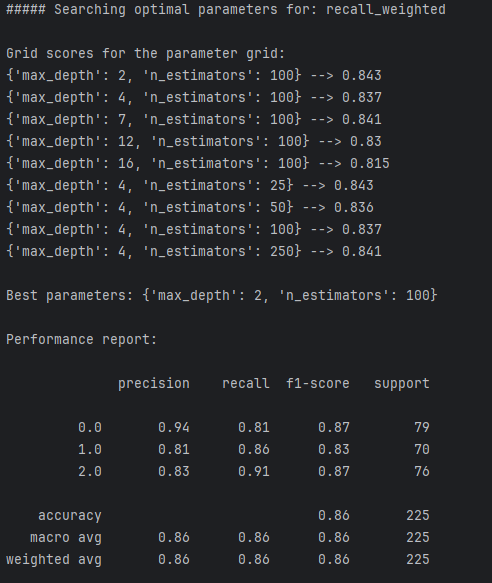 ##### Searching optimal parameters for: recall_weighted
Grid scores for the parameter grid:
{'max_depth': 2, 'n_estimators': 100} --> 0.843
{'max_depth': 4, 'n_estimators': 100} --> 0.837
{'max_depth': 7, 'n_estimators': 100} --> 0.841
{'max_depth': 12, 'n_estimators': 100} --> 0.83
{'max_depth': 16, 'n_estimators': 100} --> 0.815
{'max_depth': 4, 'n_estimators': 25} --> 0.843
{'max_depth': 4, 'n_estimators': 50} --> 0.836
{'max_depth': 4, 'n_estimators': 100} --> 0.837
{'max_depth': 4, 'n_estimators': 250} --> 0.841
Best parameters: {'max_depth': 2, 'n_estimators': 100}
Performance report:
precision recall f1-score support
0.0 0.94 0.81 0.87 79
1.0 0.81 0.86 0.83 70
2.0 0.83 0.91 0.87 76
accuracy 0.86 225
macro avg 0.86 0.86 0.86 225
weighted avg 0.86 0.86 0.86 225